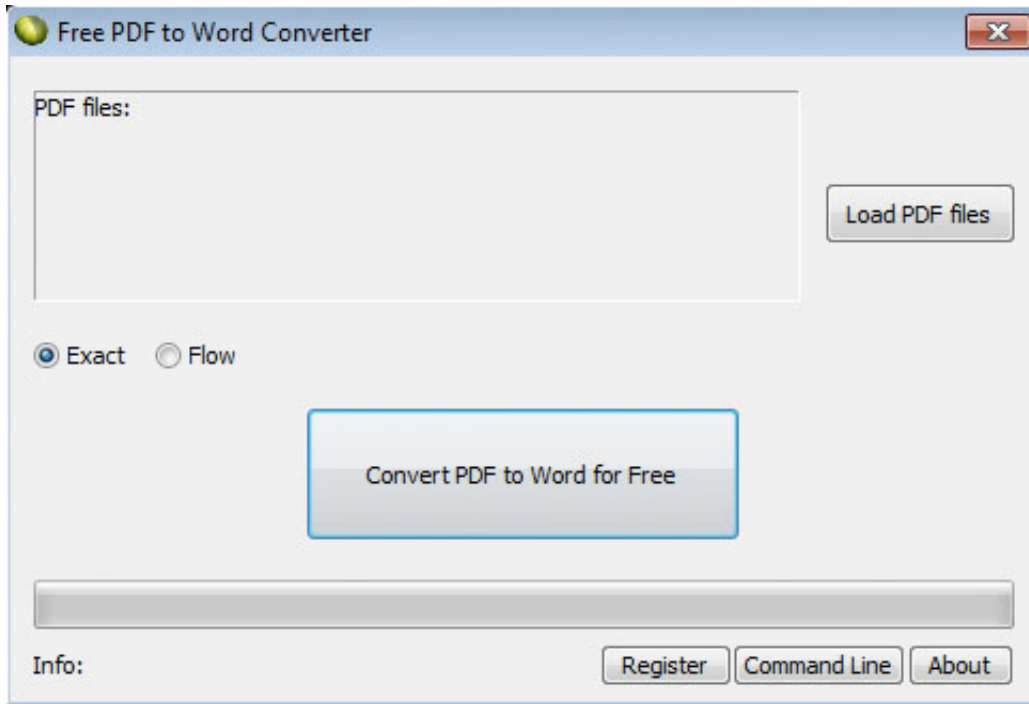 Free PDF to Word Converter
PDF files:
Load PDF files
Exact Flow
Convert PDF to Word for Free
Info: Register Command Line About